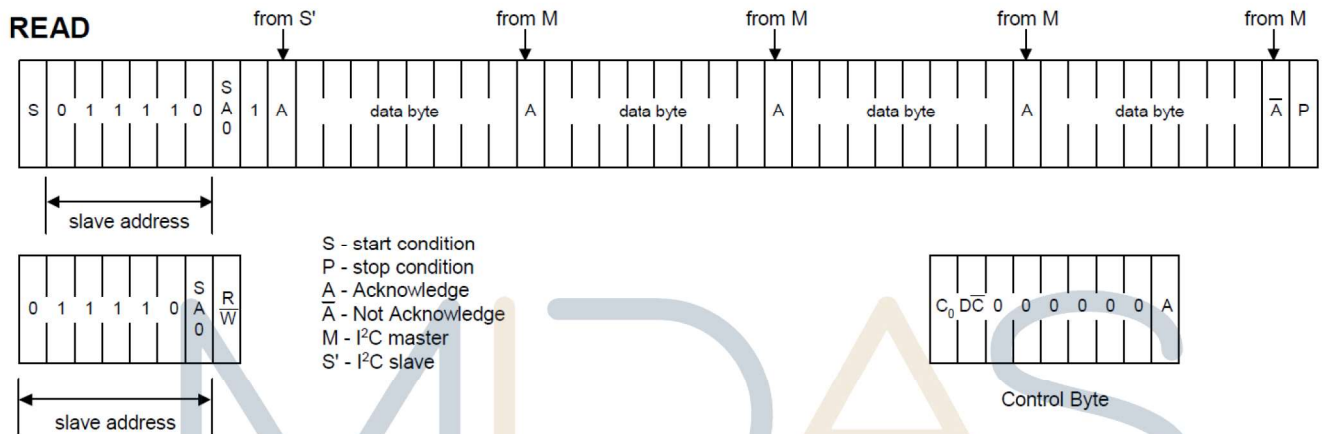 READ
from S' from M from M from M from M
S 0 1 1 1 1 0 SA0 1 A data byte A data byte A data byte A data byte A̅ P
slave address
0 1 1 1 1 0 SA0 R/W̅
slave address
S - start condition
P - stop condition
A - Acknowledge
A̅ - Not Acknowledge
M - I²C master
S' - I²C slave
C₀ DC̅ 0 0 0 0 0 0 A
Control Byte
MIDAS